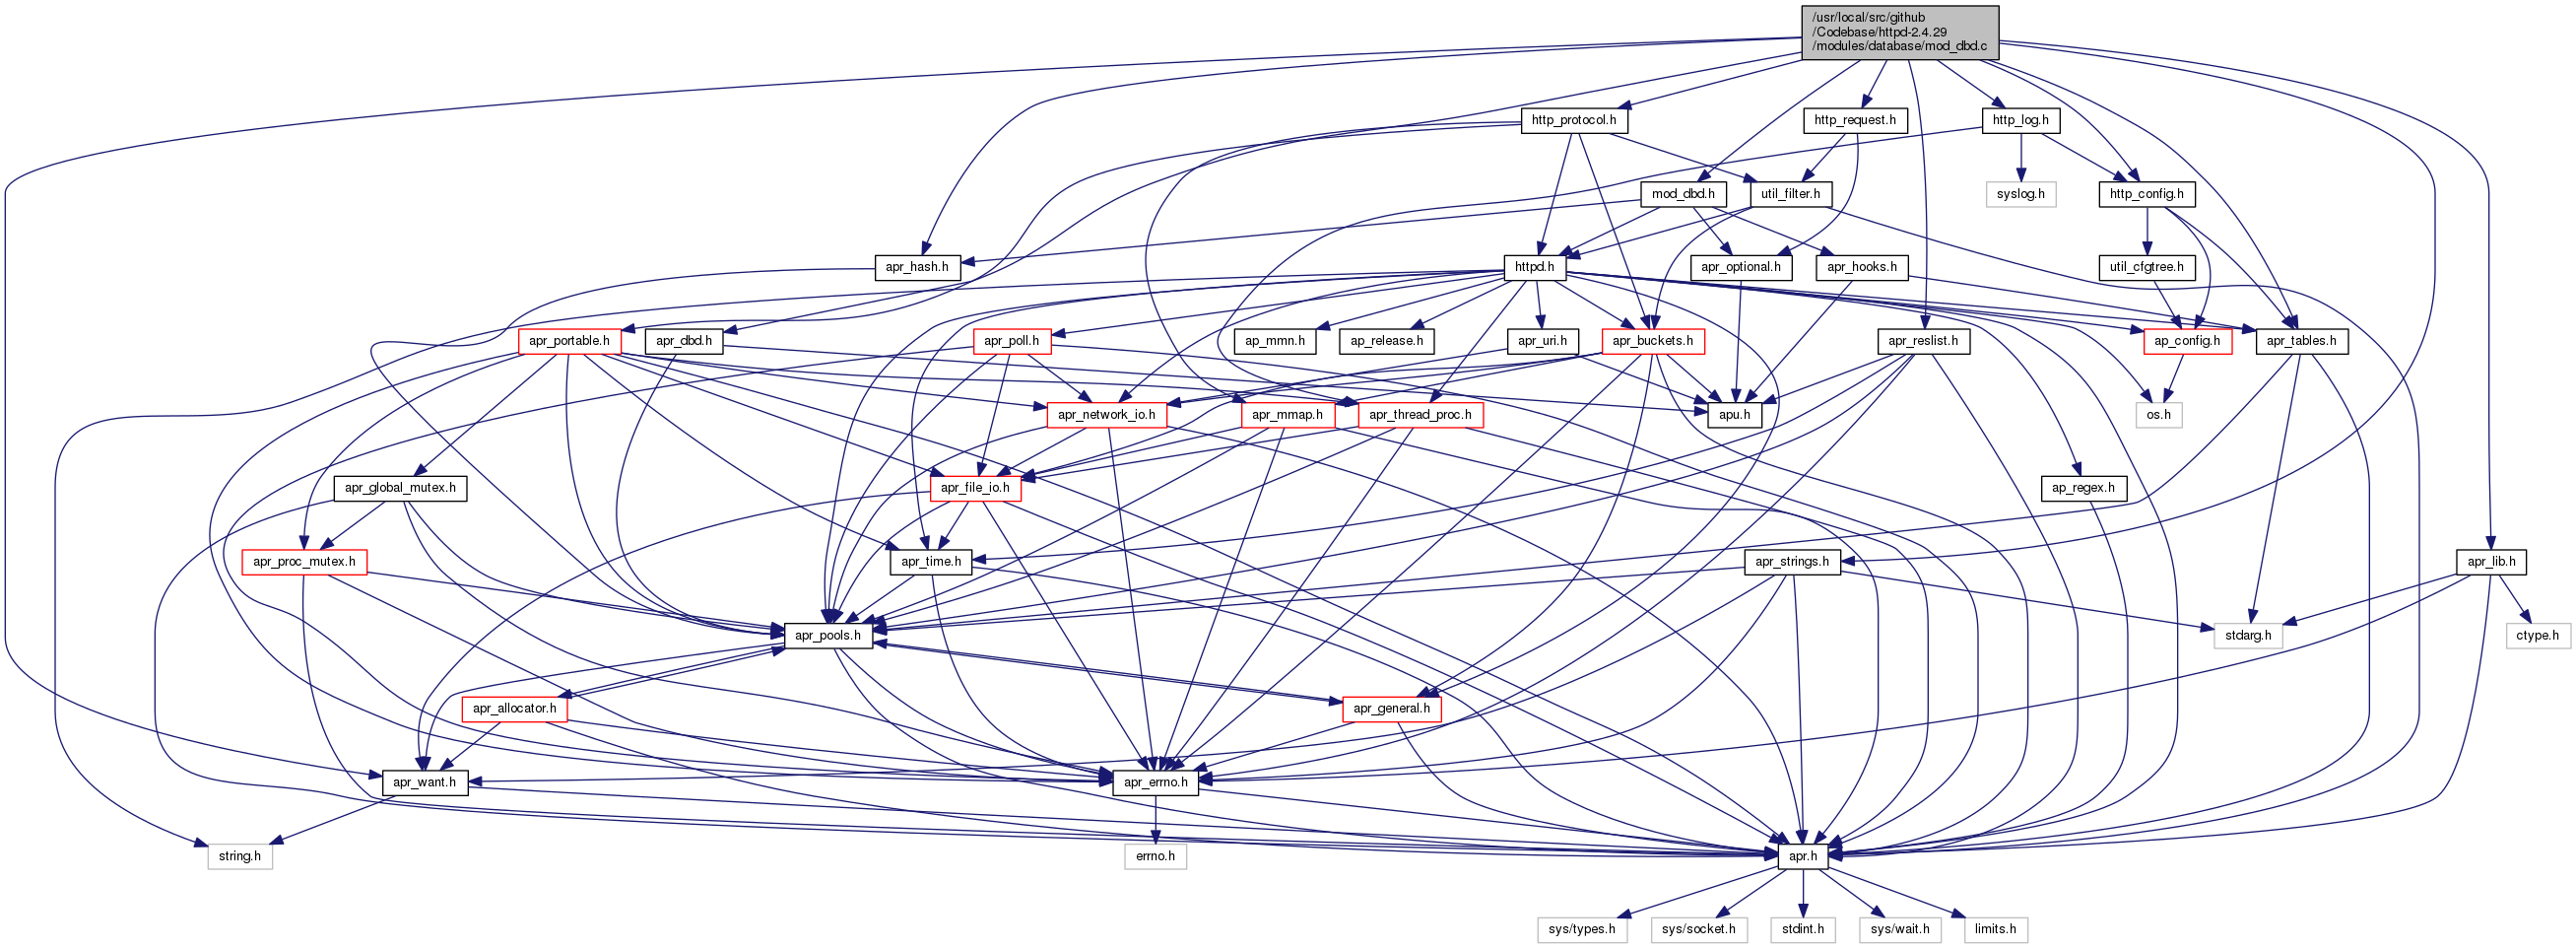 /usr/local/src/github
/Codebase/httpd-2.4.29
/modules/database/mod_dbd.c
http_protocol.h
http_request.h
http_log.h
mod_dbd.h
util_filter.h
syslog.h
http_config.h
apr_hash.h
httpd.h
apr_optional.h
apr_hooks.h
util_cfgtree.h
apr_portable.h
apr_dbd.h
apr_poll.h
ap_mmn.h
ap_release.h
apr_uri.h
apr_buckets.h
apr_reslist.h
ap_config.h
apr_tables.h
apr_network_io.h
apr_mmap.h
apr_thread_proc.h
apu.h
os.h
apr_global_mutex.h
apr_file_io.h
ap_regex.h
apr_proc_mutex.h
apr_time.h
apr_strings.h
apr_lib.h
apr_pools.h
stdarg.h
ctype.h
apr_allocator.h
apr_general.h
apr_want.h
apr_errno.h
string.h
errno.h
apr.h
sys/types.h
sys/socket.h
stdint.h
sys/wait.h
limits.h